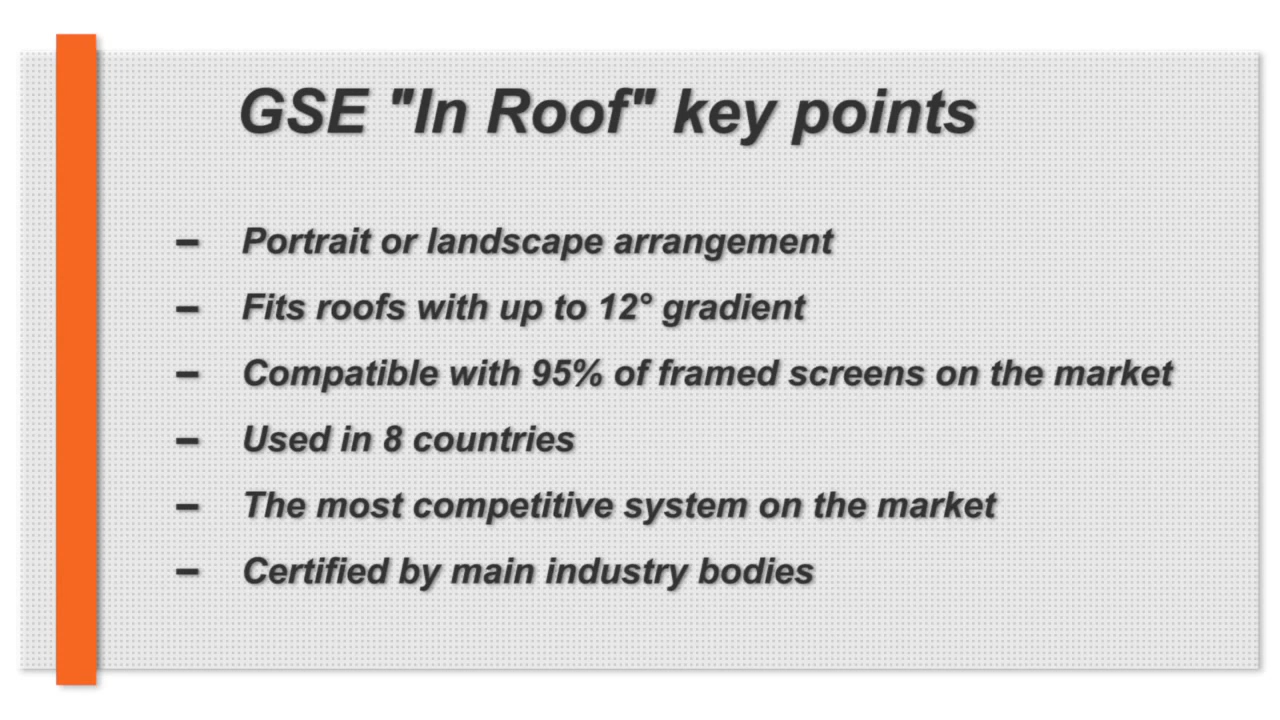 GSE "In Roof" key points
– Portrait or landscape arrangement
– Fits roofs with up to 12° gradient
– Compatible with 95% of framed screens on the market
– Used in 8 countries
– The most competitive system on the market
– Certified by main industry bodies